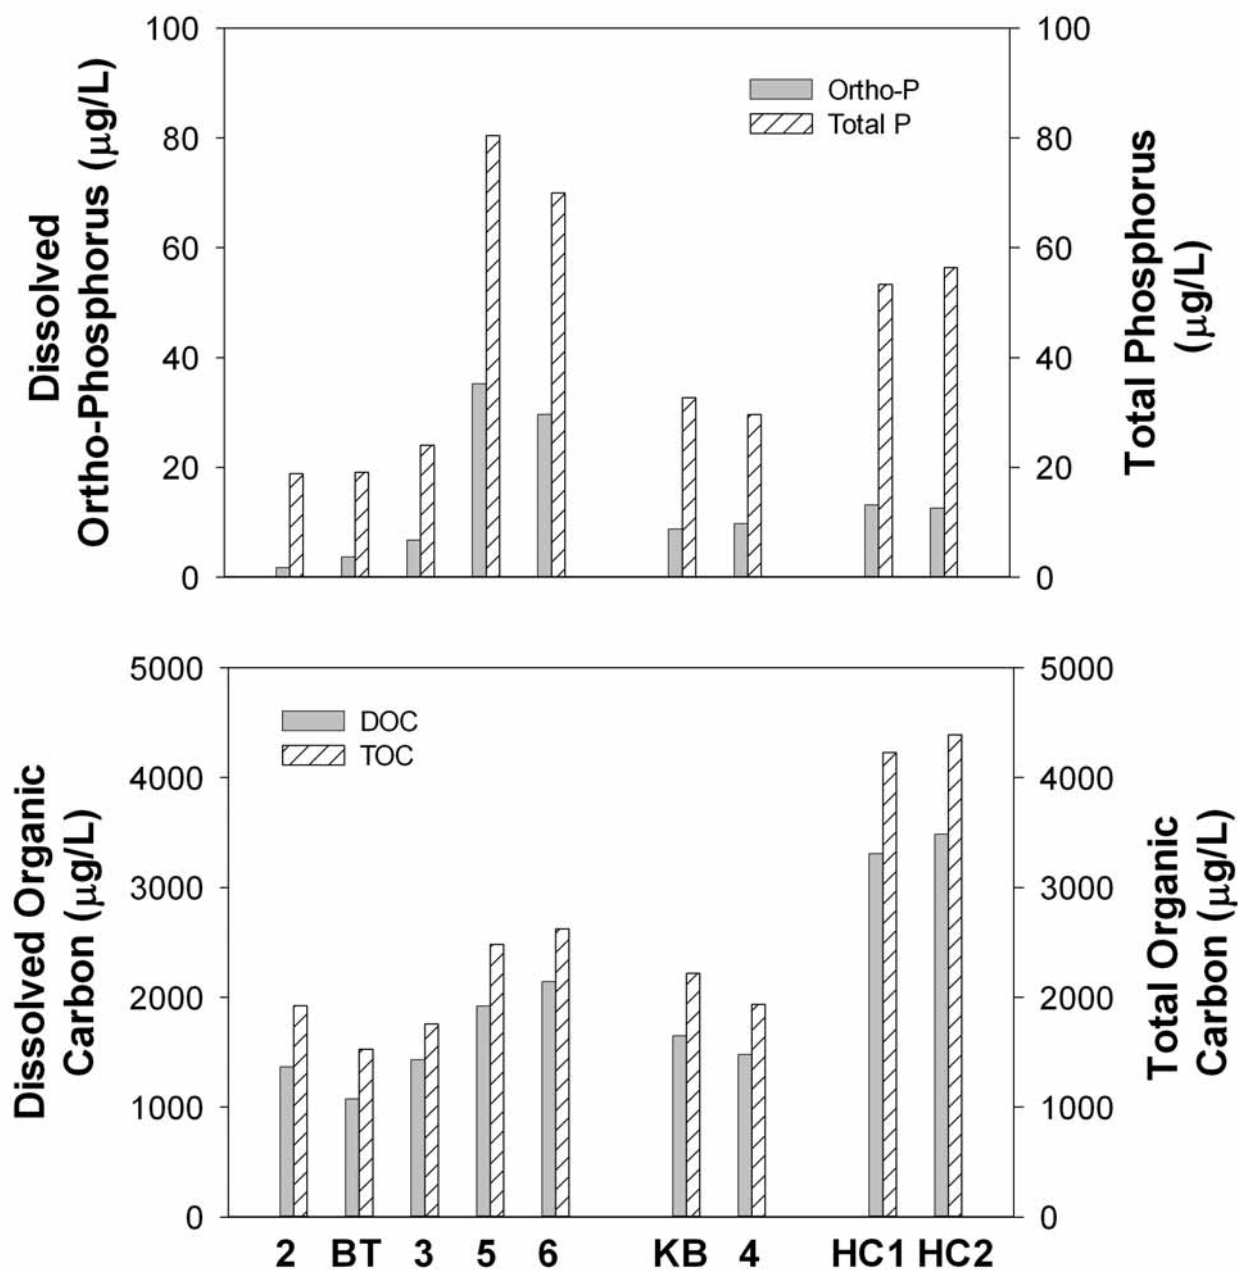 Dissolved
Ortho-Phosphorus (μg/L)
100
80
60
40
20
0
Ortho-P
Total P
100
80
60
40
20
0
Total Phosphorus
(μg/L)
Dissolved Organic
Carbon (μg/L)
5000
4000
3000
2000
1000
0
DOC
TOC
5000
4000
3000
2000
1000
0
Total Organic
Carbon (μg/L)
2 BT 3 5 6 KB 4 HC1 HC2